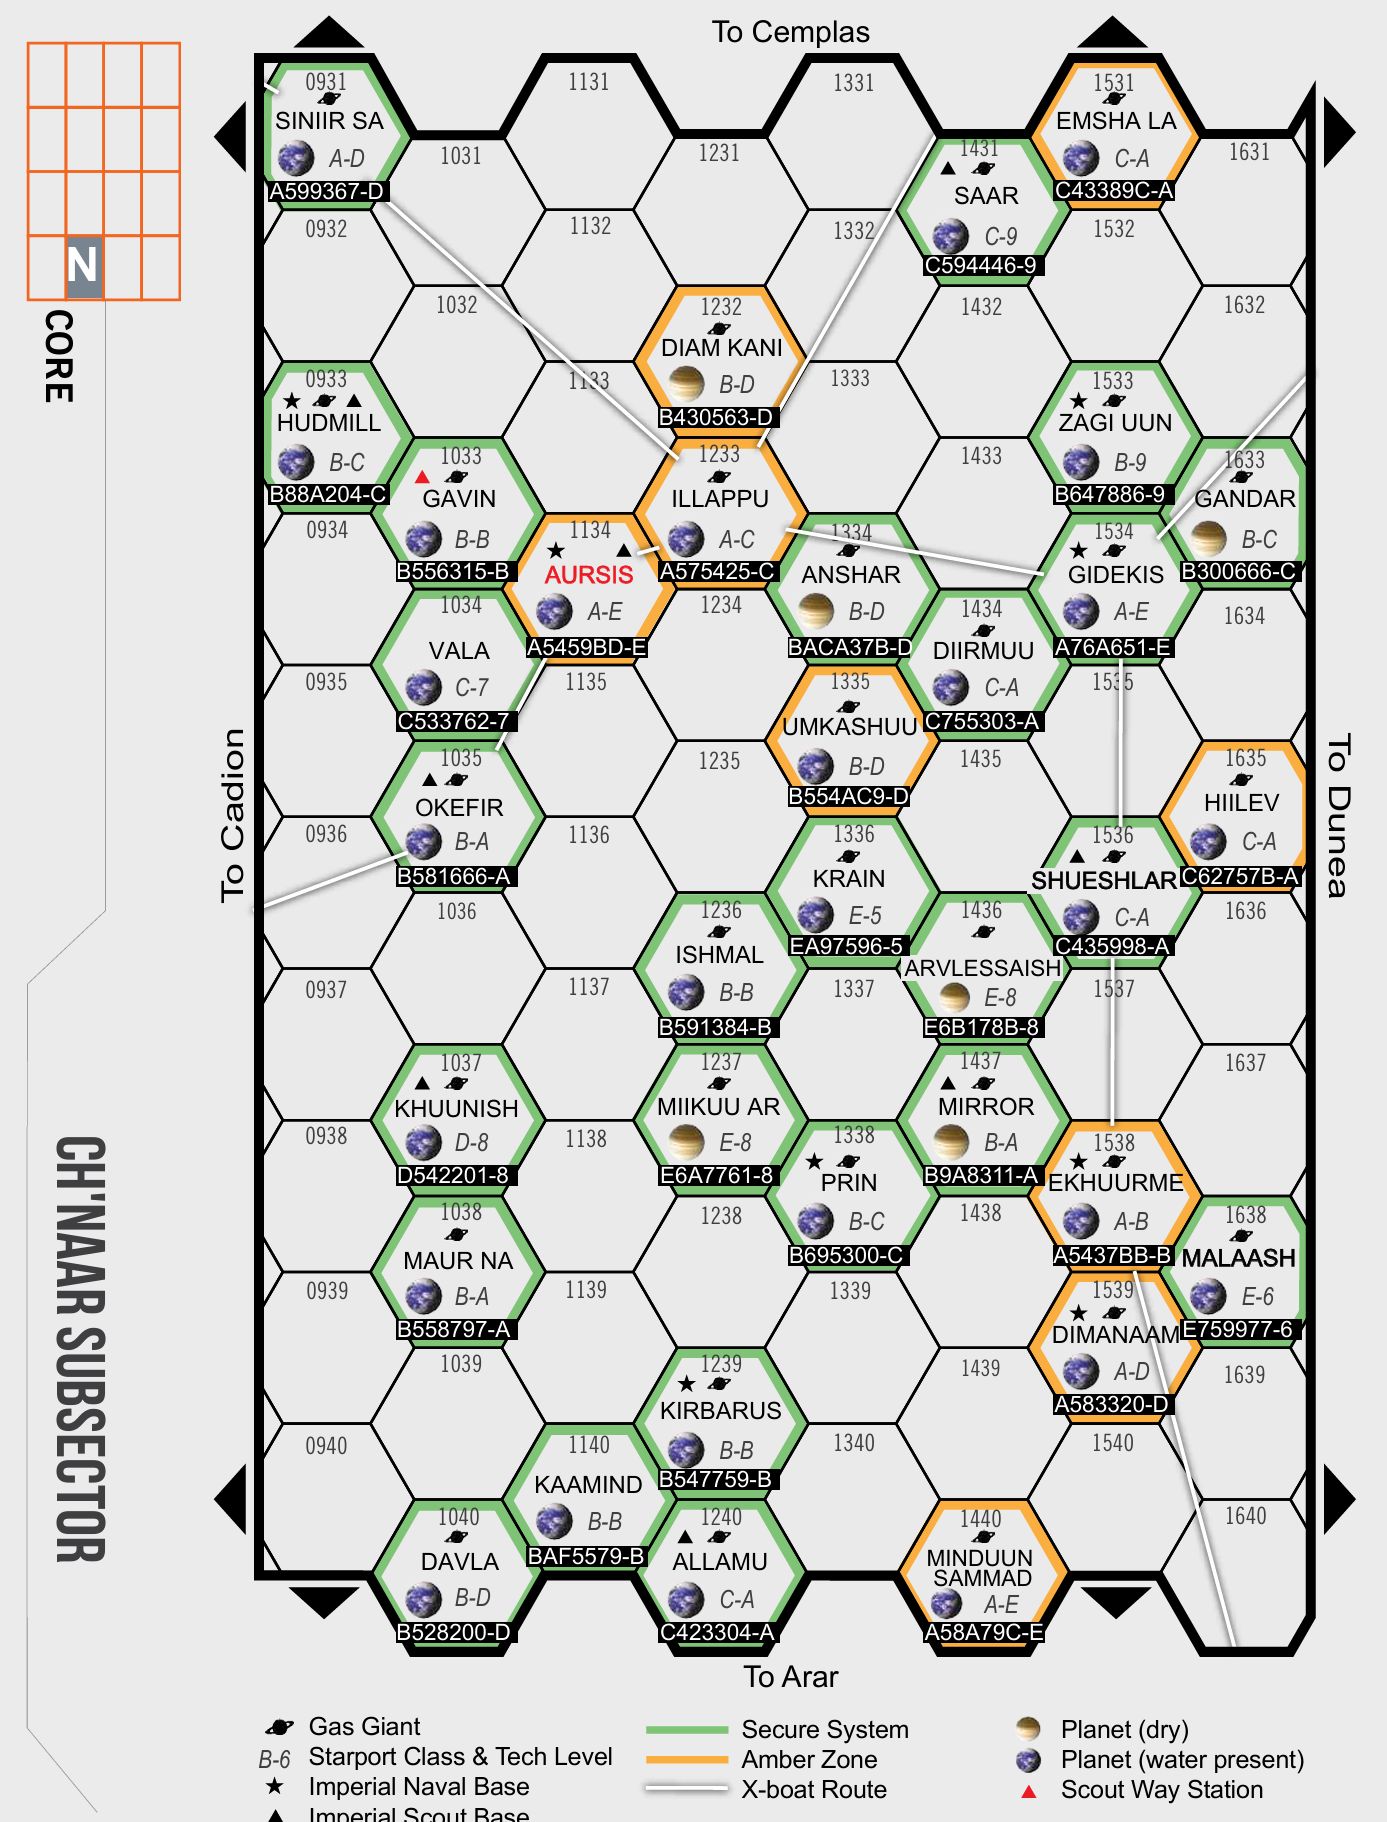 To Cemplas
N
CORE
CH'NAAR SUBSECTOR
To Cadion
To Dunea
0931
SINIIR SA
A-D
A599367-D
1131
1331
1531
EMSHA LA
C-A
C43389C-A
1031
1231
1431
SAAR
C-9
C594446-9
1631
0932
1132
1332
1532
1032
1232
DIAM KANI
B-D
B430563-D
1432
1632
0933
HUDMILL
B-C
B88A204-C
1133
1333
1533
ZAGI UUN
B-9
B647886-9
1033
GAVIN
B-B
B556315-B
1233
ILLAPPU
A-C
A575425-C
1433
1633
GANDAR
B-C
B300666-C
0934
1134
AURSIS
A-E
A5459BD-E
1334
ANSHAR
B-D
BACA37B-D
1534
GIDEKIS
A-E
A76A651-E
1034
VALA
C-7
C533762-7
1234
1434
DIIRMUU
C-A
C755303-A
1634
0935
1135
1335
UMKASHUU
B-D
B554AC9-D
1535
1035
OKEFIR
B-A
B581666-A
1235
1435
1635
HIILEV
C-A
C62757B-A
0936
1136
1336
KRAIN
E-5
EA97596-5
1536
SHUESHLAR
C-A
C435998-A
1036
1236
ISHMAL
B-B
B591384-B
1436
ARVLESSAISH
E-8
E6B178B-8
1636
0937
1137
1337
1537
1037
KHUUNISH
D-8
D542201-8
1237
MIIKUU AR
E-8
E6A7761-8
1437
MIRROR
B-A
B9A8311-A
1637
0938
1138
1338
PRIN
B-C
B695300-C
1538
EKHUURME
A-B
A5437BB-B
1038
MAUR NA
B-A
B558797-A
1238
1438
1638
MALAASH
E-6
E759977-6
0939
1139
1339
1539
DIMANAAM
A-D
A583320-D
1039
1239
KIRBARUS
B-B
B547759-B
1439
1639
0940
1140
KAAMIND
B-B
BAF5579-B
1340
1540
1040
DAVLA
B-D
B528200-D
1240
ALLAMU
C-A
C423304-A
1440
MINDUUN
SAMMAD
A-E
A58A79C-E
1640
To Arar
Gas Giant
B-6 Starport Class & Tech Level
Imperial Naval Base
Imperial Scout Base
Secure System
Amber Zone
X-boat Route
Planet (dry)
Planet (water present)
Scout Way Station